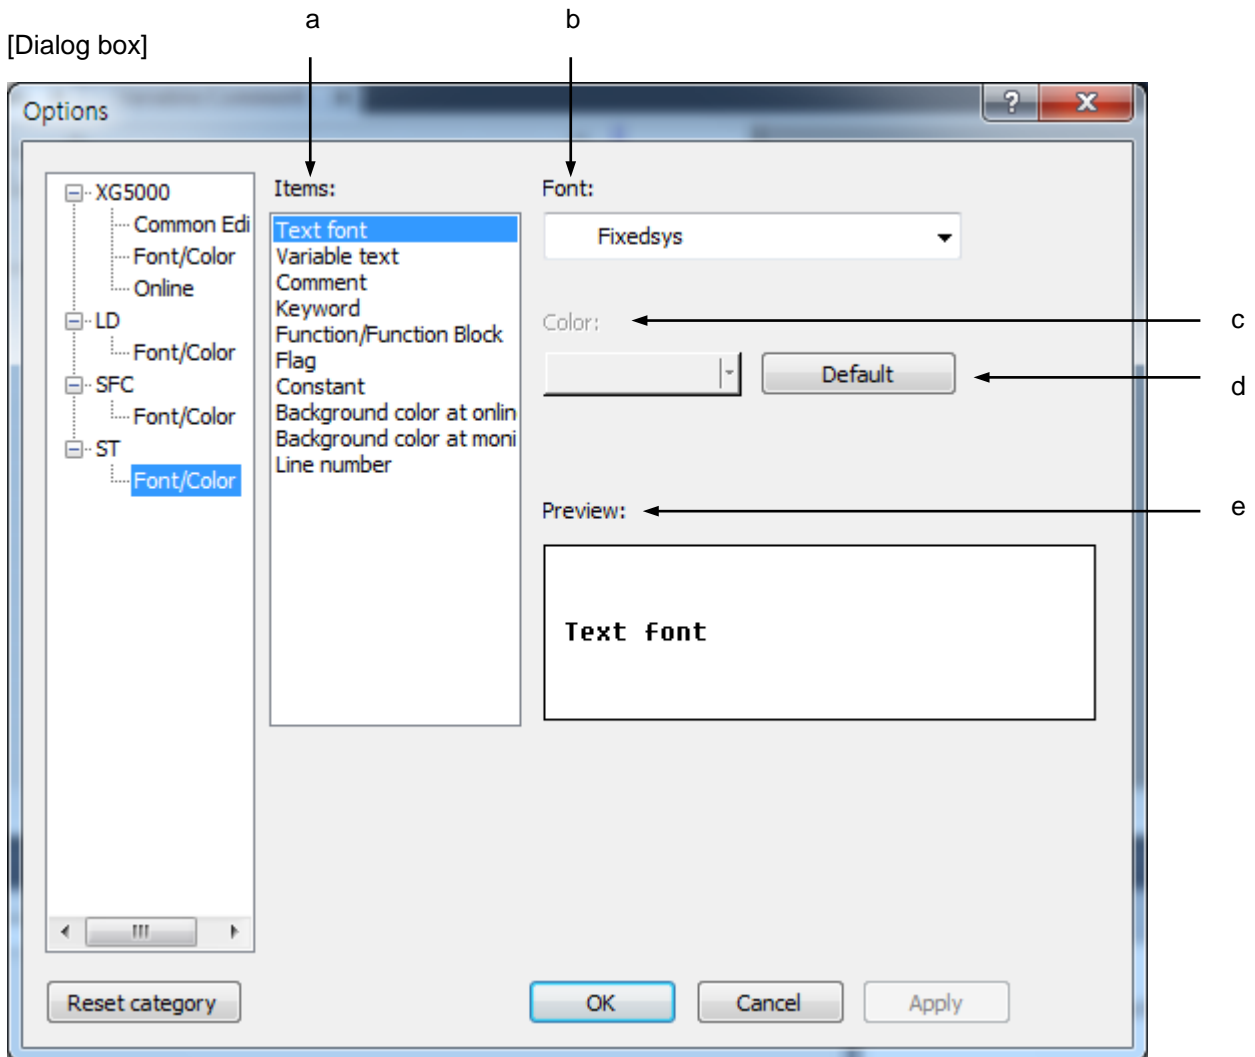 a
b
[Dialog box]
Options
?
x
XG5000
Common Edi
Font/Color
Online
LD
Font/Color
SFC
Font/Color
ST
Font/Color
Items:
Text font
Variable text
Comment
Keyword
Function/Function Block
Flag
Constant
Background color at onlin
Background color at moni
Line number
Font:
Fixedsys
Color:
c
Default
d
Preview:
e
Text font
Reset category
OK
Cancel
Apply